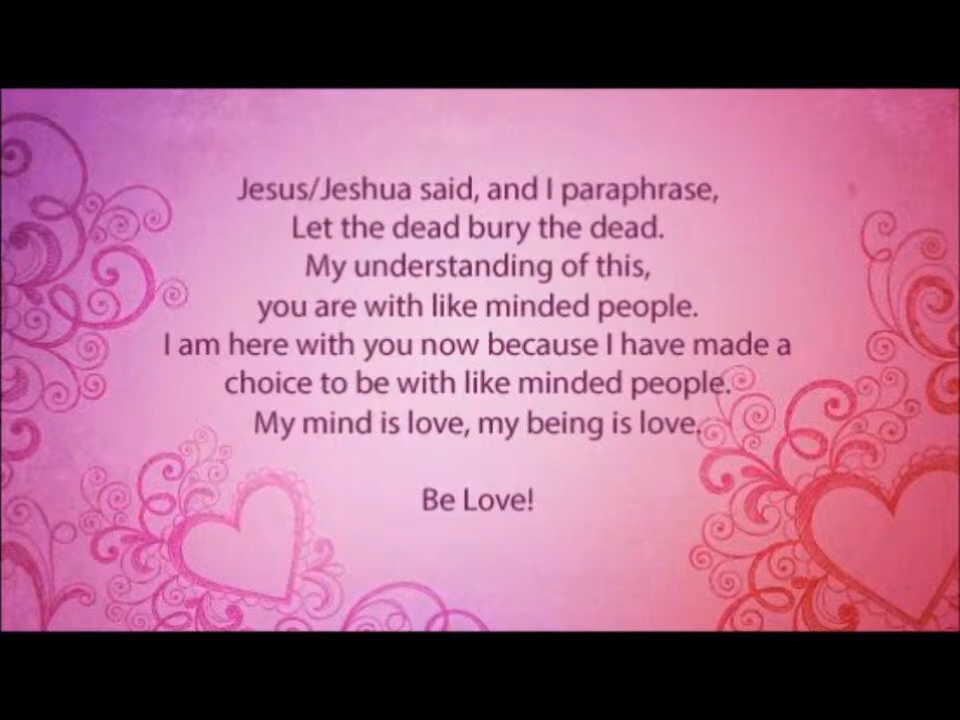 Jesus/Jeshua said, and I paraphrase,
Let the dead bury the dead.
My understanding of this,
you are with like minded people.
I am here with you now because I have made a
choice to be with like minded people.
My mind is love, my being is love.
Be Love!